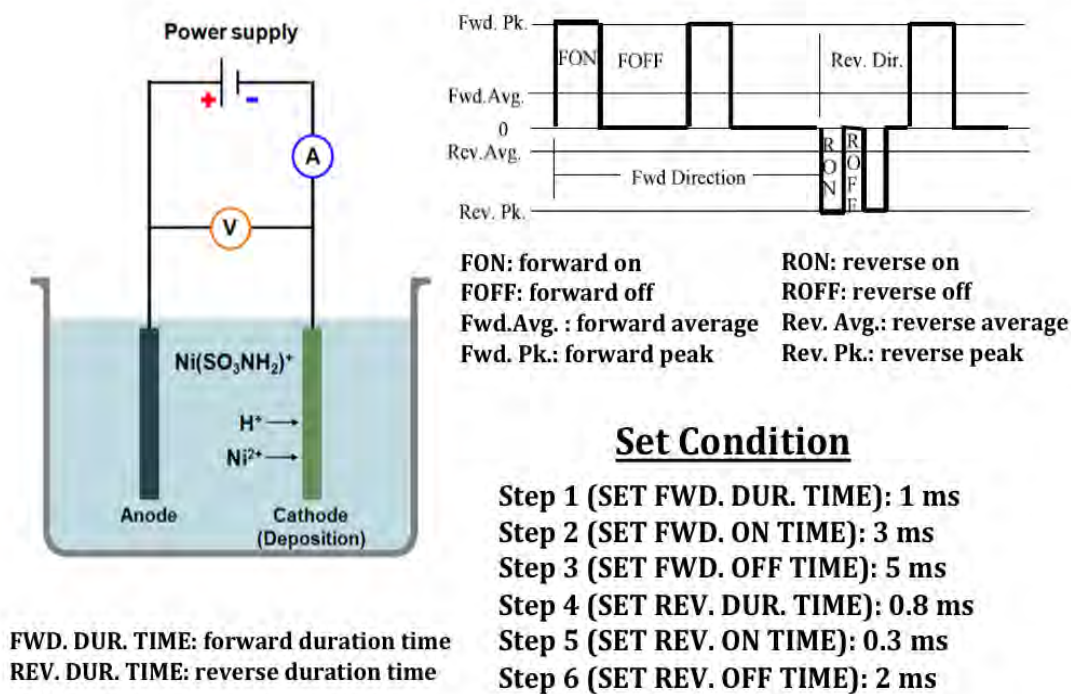 Power supply
+ -
A
V
Ni(SO₃NH₂)⁺
H⁺
Ni²⁺
Anode
Cathode
(Deposition)
FWD. DUR. TIME: forward duration time
REV. DUR. TIME: reverse duration time
Fwd. Pk.
FON
FOFF
Rev. Dir.
Fwd.Avg.
0
Rev.Avg.
Fwd Direction
RON
ROFF
Rev. Pk.
FON: forward on
RON: reverse on
FOFF: forward off
ROFF: reverse off
Fwd.Avg. : forward average
Rev. Avg.: reverse average
Fwd. Pk.: forward peak
Rev. Pk.: reverse peak
Set Condition
Step 1 (SET FWD. DUR. TIME): 1 ms
Step 2 (SET FWD. ON TIME): 3 ms
Step 3 (SET FWD. OFF TIME): 5 ms
Step 4 (SET REV. DUR. TIME): 0.8 ms
Step 5 (SET REV. ON TIME): 0.3 ms
Step 6 (SET REV. OFF TIME): 2 ms